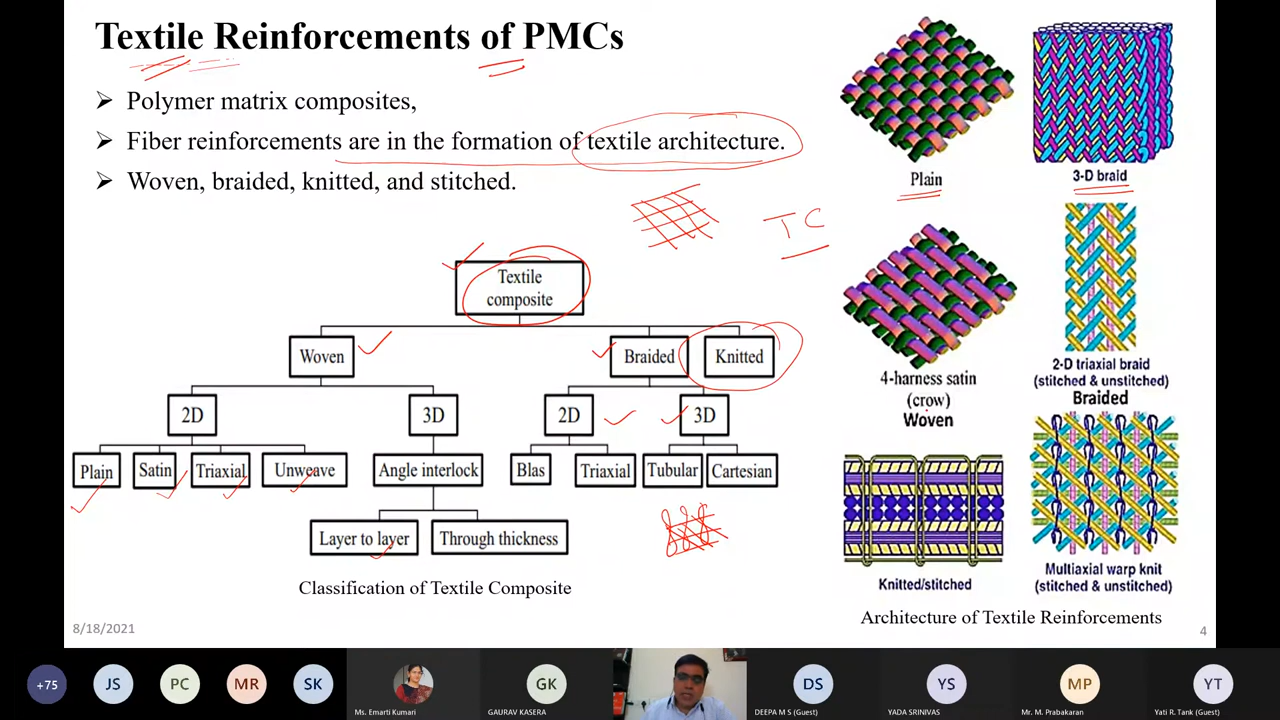 Textile Reinforcements of PMCs
➢ Polymer matrix composites,
➢ Fiber reinforcements are in the formation of textile architecture.
➢ Woven, braided, knitted, and stitched.
TC
Textile
composite
Woven
Braided
Knitted
2D
3D
2D
3D
Plain
Satin
Triaxial
Unweave
Angle interlock
Blas
Triaxial
Tubular
Cartesian
Layer to layer
Through thickness
Classification of Textile Composite
Plain
3-D braid
4-harness satin
(crow)
Woven
2-D triaxial braid
(stitched & unstitched)
Braided
Knitted/stitched
Multiaxial warp knit
(stitched & unstitched)
Architecture of Textile Reinforcements
8/18/2021
4
+75
JS
PC
MR
SK
Ms. Emarti Kumari
GK
GAURAV KASERA
DS
DEEPA M S (Guest)
YS
YADA SRINIVAS
MP
Mr. M. Prabakaran
YT
Yati R. Tank (Guest)